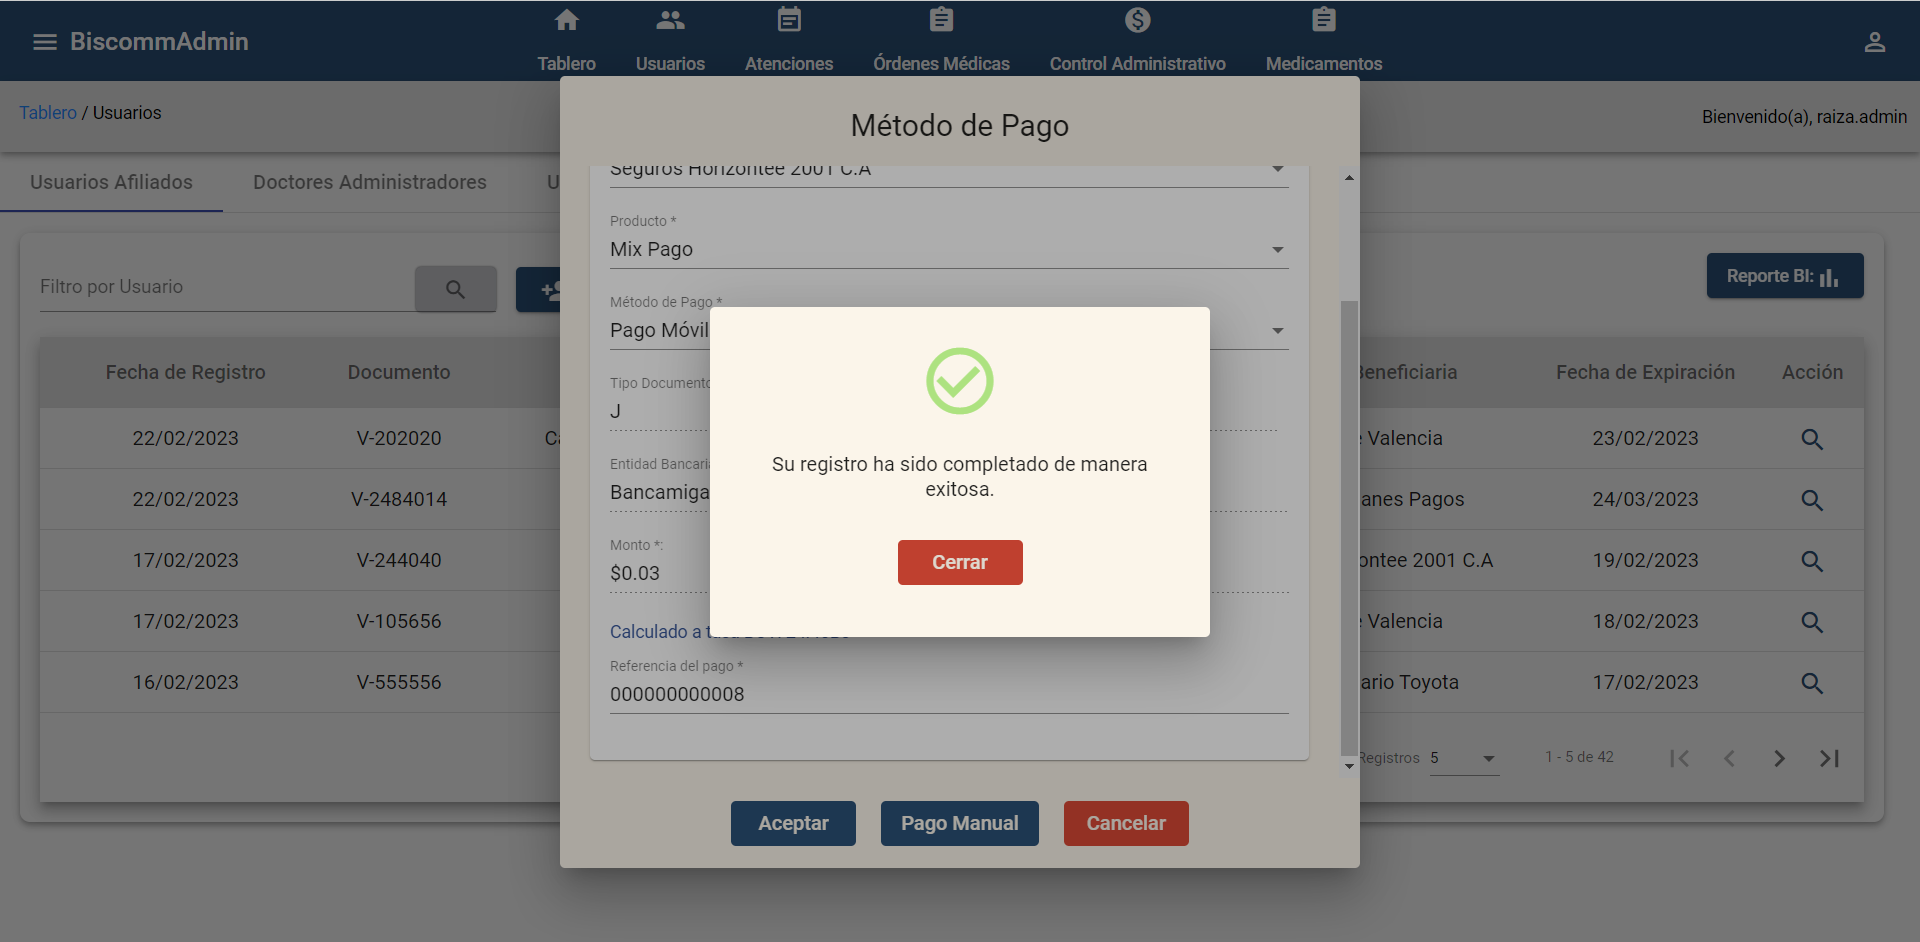 BiscommAdmin
Tablero
Usuarios
Atenciones
Órdenes Médicas
Control Administrativo
Medicamentos
Tablero / Usuarios
Bienvenido(a), raiza.admin
Usuarios Afiliados
Doctores Administradores
Filtro por Usuario
Reporte BI:
Fecha de Registro
Documento
Beneficiaria
Fecha de Expiración
Acción
22/02/2023
V-202020
Valencia
23/02/2023
22/02/2023
V-2484014
anes Pagos
24/03/2023
17/02/2023
V-244040
ontee 2001 C.A
19/02/2023
17/02/2023
V-105656
Valencia
18/02/2023
16/02/2023
V-555556
ario Toyota
17/02/2023
Registros
5
1 - 5 de 42
Método de Pago
Seguros Horizontee 2001 C.A
Producto *
Mix Pago
Método de Pago *
Pago Móvil
Tipo Documento
J
Entidad Bancaria
Bancamiga
Monto *:
$0.03
Calculado a
Referencia del pago *
000000000008
Aceptar
Pago Manual
Cancelar
Su registro ha sido completado de manera
exitosa.
Cerrar